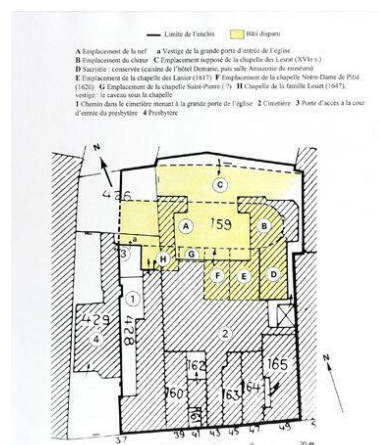 Limite de l'enclos Bâti disparu
A Emplacement de la nef a Vestige de la grande porte d'entrée de l'église
B Emplacement du chœur C Emplacement supposé de la chapelle des Lesrat (XVIe s.)
D Sacristie : conservée (cuisine de l'hôtel Demarie, puis salle Amazonie du muséum)
E Emplacement de la chapelle des Lanier (1617) F Emplacement de la chapelle Notre-Dame de Pitié
(1620) G Emplacement de la chapelle Saint-Pierre (?) H Chapelle de la famille Louet (1647),
vestige : le caveau sous la chapelle
1 Chemin dans le cimetière menant à la grande porte de l'église 2 Cimetière 3 Porte d'accès à la cour
d'entrée du presbytère 4 Presbytère
N
C
426
A 159 B
a
3 H G
F E D
1
429
4 428
2
162 165
160 163 164
N
37 39 41 43 45 47 49